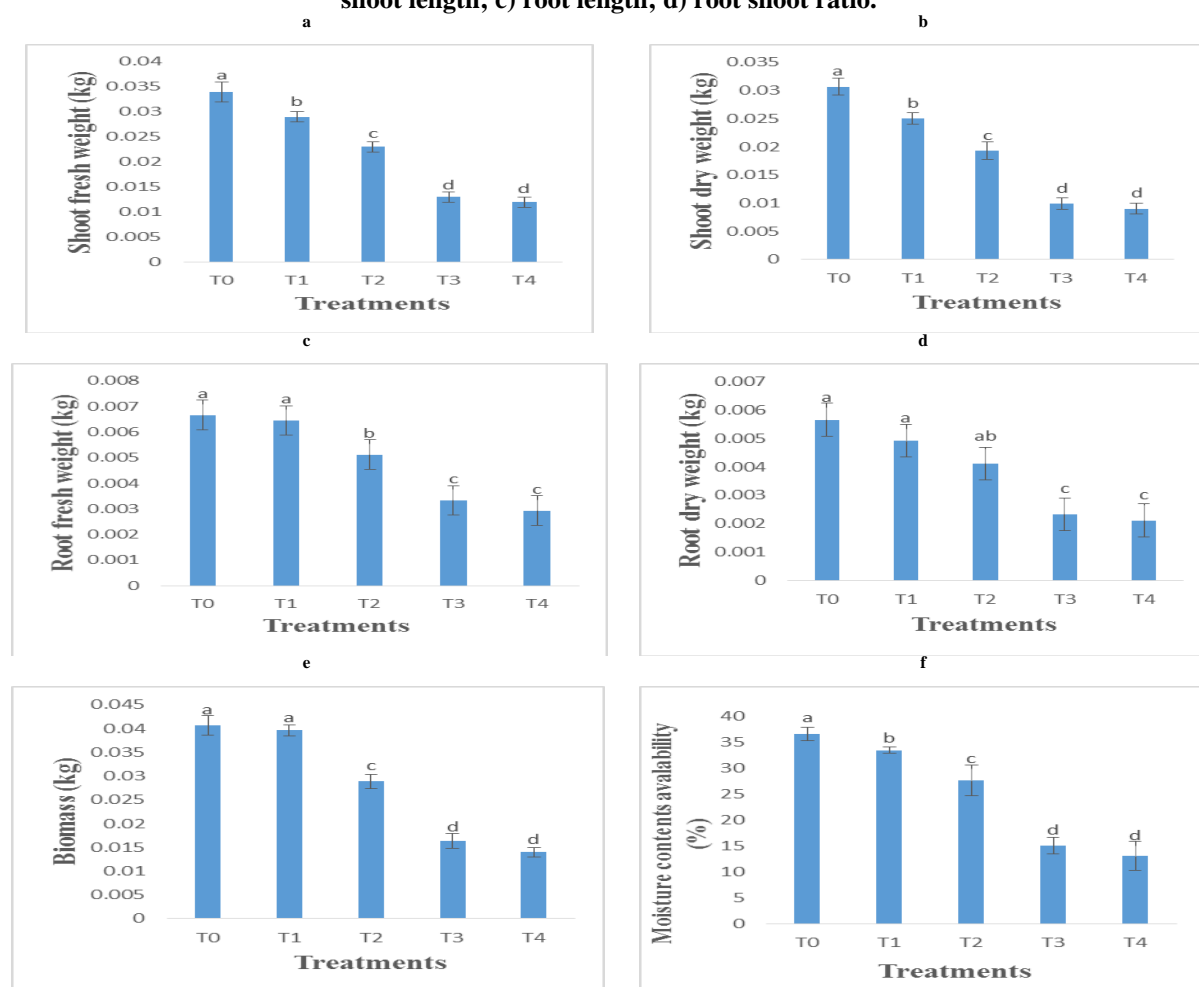 shoot length; c) root length; d) root shoot ratio.
a
Shoot fresh weight (kg)
0.04
0.035
0.03
0.025
0.02
0.015
0.01
0.005
0
a
b
c
d
d
T0 T1 T2 T3 T4
Treatments
b
Shoot dry weight (kg)
0.035
0.03
0.025
0.02
0.015
0.01
0.005
0
a
b
c
d
d
T0 T1 T2 T3 T4
Treatments
c
Root fresh weight (kg)
0.008
0.007
0.006
0.005
0.004
0.003
0.002
0.001
0
a
a
b
c
c
T0 T1 T2 T3 T4
Treatments
d
Root dry weight (kg)
0.007
0.006
0.005
0.004
0.003
0.002
0.001
0
a
a
ab
c
c
T0 T1 T2 T3 T4
Treatments
e
Biomass (kg)
0.045
0.04
0.035
0.03
0.025
0.02
0.015
0.01
0.005
0
a
a
c
d
d
T0 T1 T2 T3 T4
Treatments
f
Moisture contents avalability
(%)
40
35
30
25
20
15
10
5
0
a
b
c
d
d
T0 T1 T2 T3 T4
Treatments